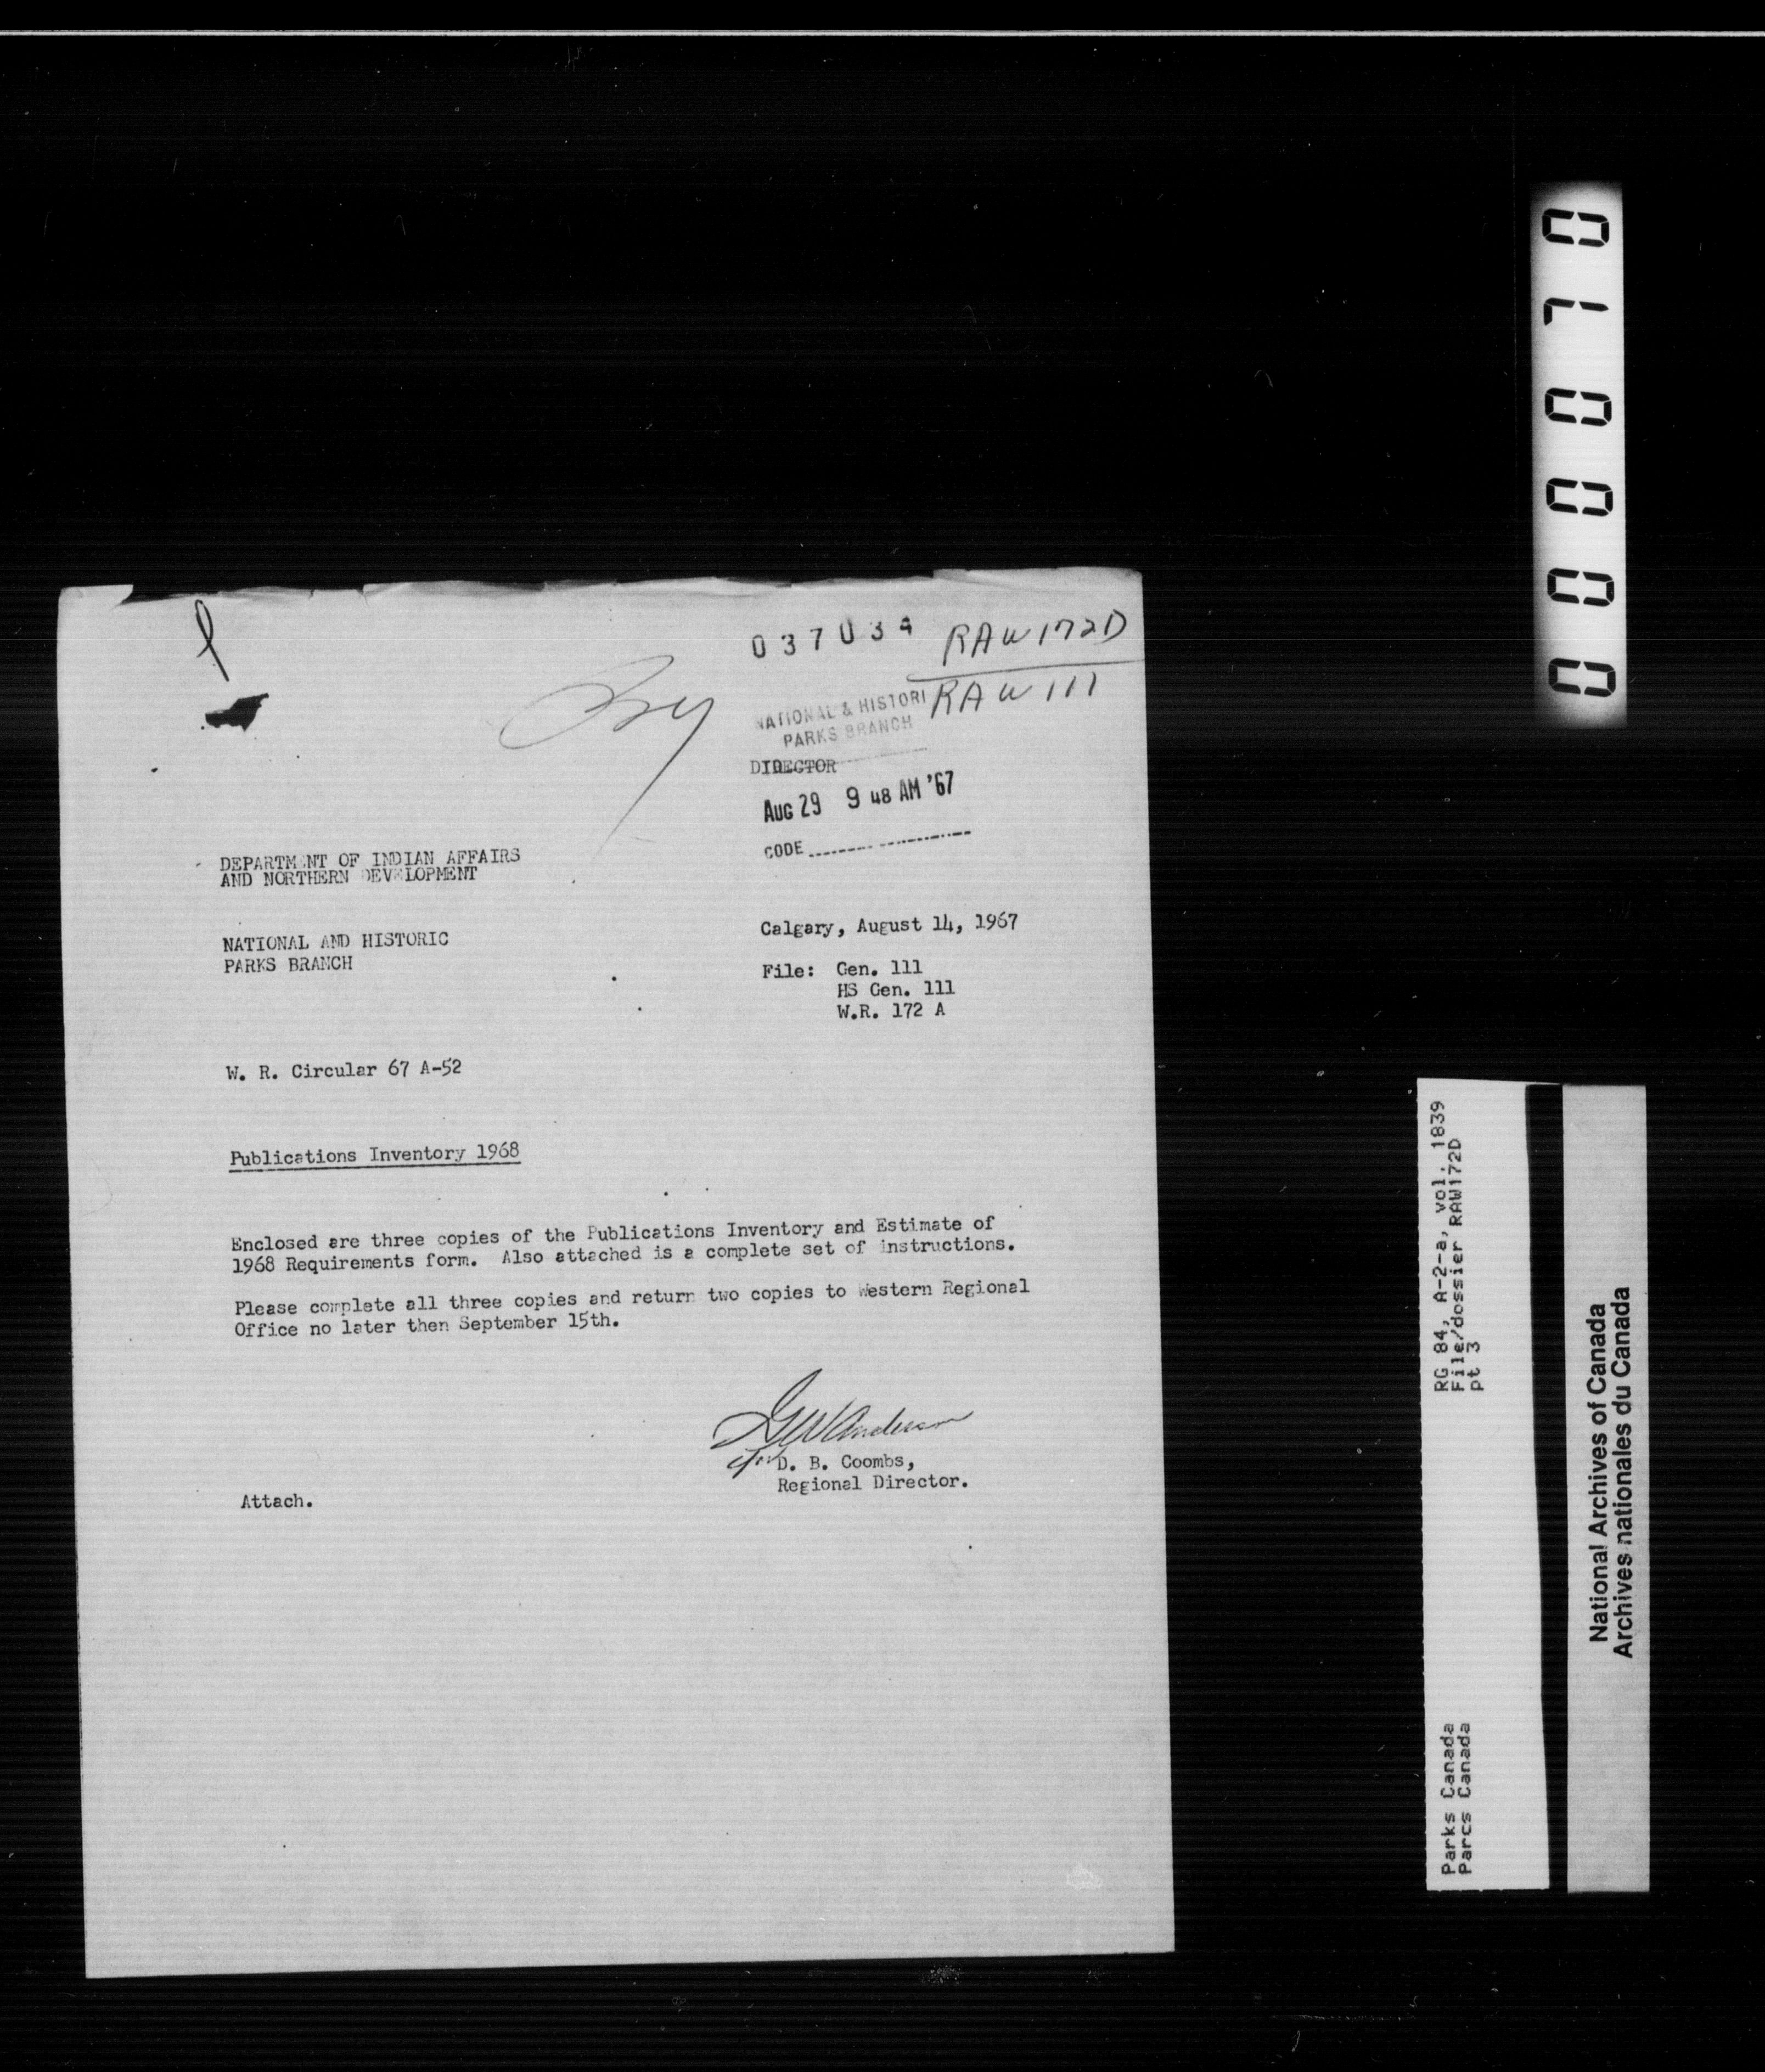 037034
RAW172D
RAW111
NATIONAL & HISTORI
PARKS BRANCH
DIRECTOR
AUG 29 9 48 AM '67
CODE
DEPARTMENT OF INDIAN AFFAIRS
AND NORTHERN DEVELOPMENT
NATIONAL AND HISTORIC
PARKS BRANCH
Calgary, August 14, 1967
File: Gen. 111
HS Gen. 111
W.R. 172 A
W. R. Circular 67 A-52
Publications Inventory 1968
Enclosed are three copies of the Publications Inventory and Estimate of
1968 Requirements form. Also attached is a complete set of instructions.
Please complete all three copies and return two copies to Western Regional
Office no later then September 15th.
GW Anderson
for D. B. Coombs,
Regional Director.
Attach.
000010
RG 84, A-2-a, vol. 1839
File/dossier RAW172D
pt 3
Parks Canada
Parcs Canada
National Archives of Canada
Archives nationales du Canada